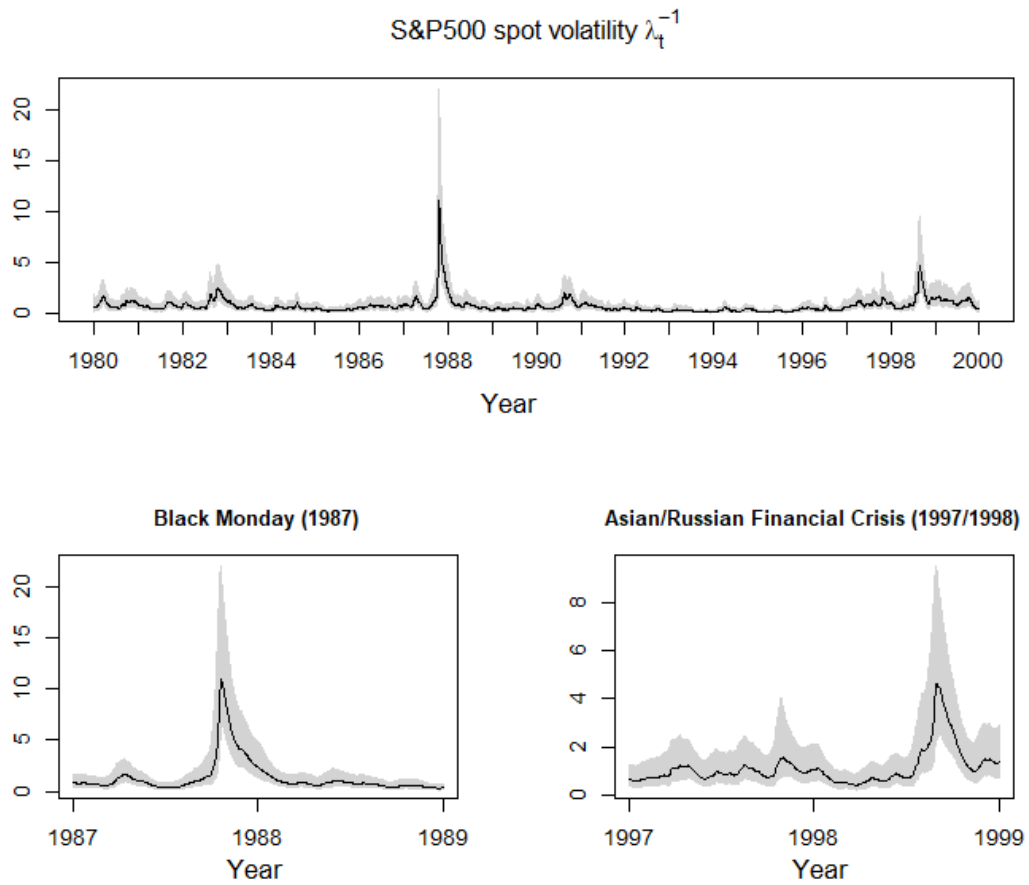 S&P500 spot volatility λ_t^{-1}
20
15
10
5
0
1980 1982 1984 1986 1988 1990 1992 1994 1996 1998 2000
Year
Black Monday (1987)
20
15
10
5
0
1987 1988 1989
Year
Asian/Russian Financial Crisis (1997/1998)
8
6
4
2
0
1997 1998 1999
Year